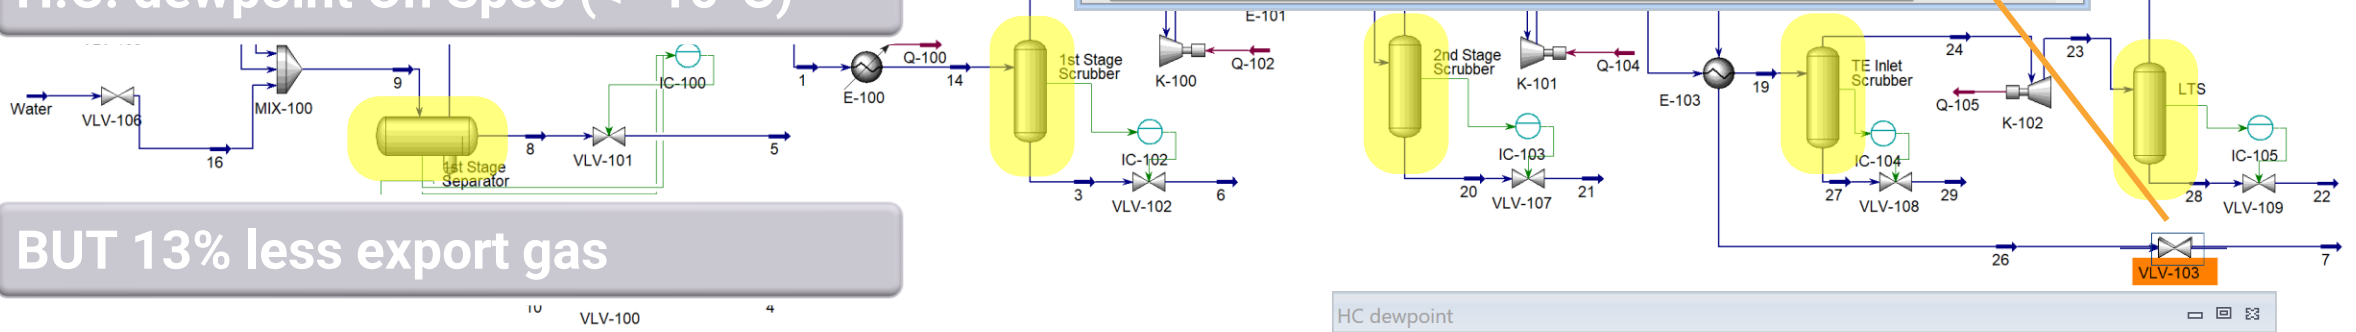 H.C. dewpoint On Spec (< -10°C)
E-101
1st Stage
Scrubber
2nd Stage
Scrubber
TE Inlet
Scrubber
24
23
9
IC-100
1
Q-100
14
E-100
K-100
Q-102
K-101
Q-104
E-103
19
Q-105
K-102
LTS
Water
VLV-106
MIX-100
16
8
VLV-101
5
1st Stage
Separator
IC-102
3
VLV-102
6
IC-103
20
VLV-107
21
IC-104
27
VLV-108
29
IC-105
28
VLV-109
22
BUT 13% less export gas
26
VLV-103
7
10
VLV-100
4
HC dewpoint